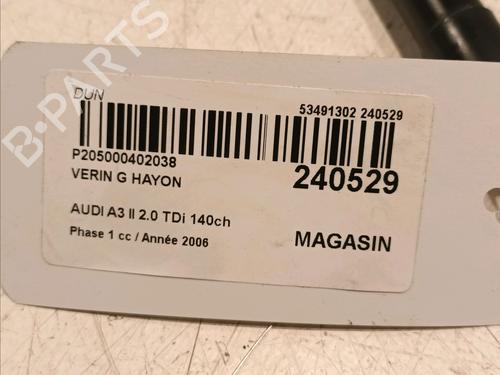 DUN
53491302 240529
P205000402038
VERIN G HAYON
240529
AUDI A3 II 2.0 TDi 140ch
Phase 1 cc / Année 2006
MAGASIN
B-PARTS